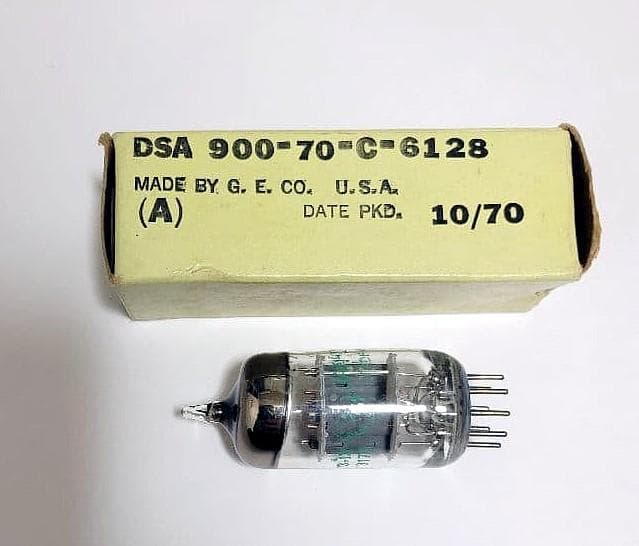 DSA 900-70-C-6128
MADE BY G. E. CO. U.S.A.
(A) DATE PKD. 10/70